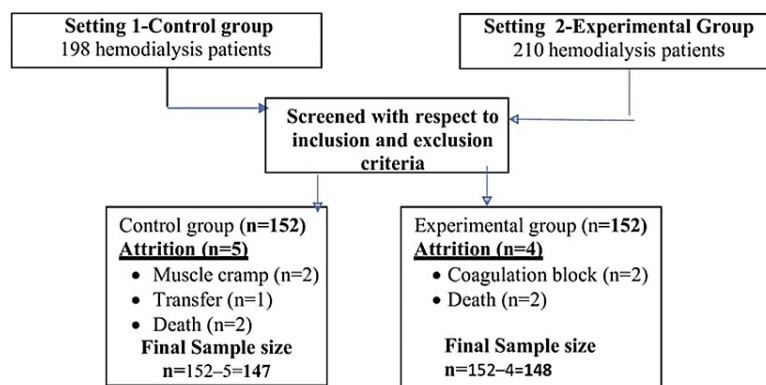 Setting 1-Control group
198 hemodialysis patients
Setting 2-Experimental Group
210 hemodialysis patients
Screened with respect to
inclusion and exclusion
criteria
Control group (n=152)
Attrition (n=5)
• Muscle cramp (n=2)
• Transfer (n=1)
• Death (n=2)
Final Sample size
n=152–5=147
Experimental group (n=152)
Attrition (n=4)
• Coagulation block (n=2)
• Death (n=2)
Final Sample size
n=152–4=148